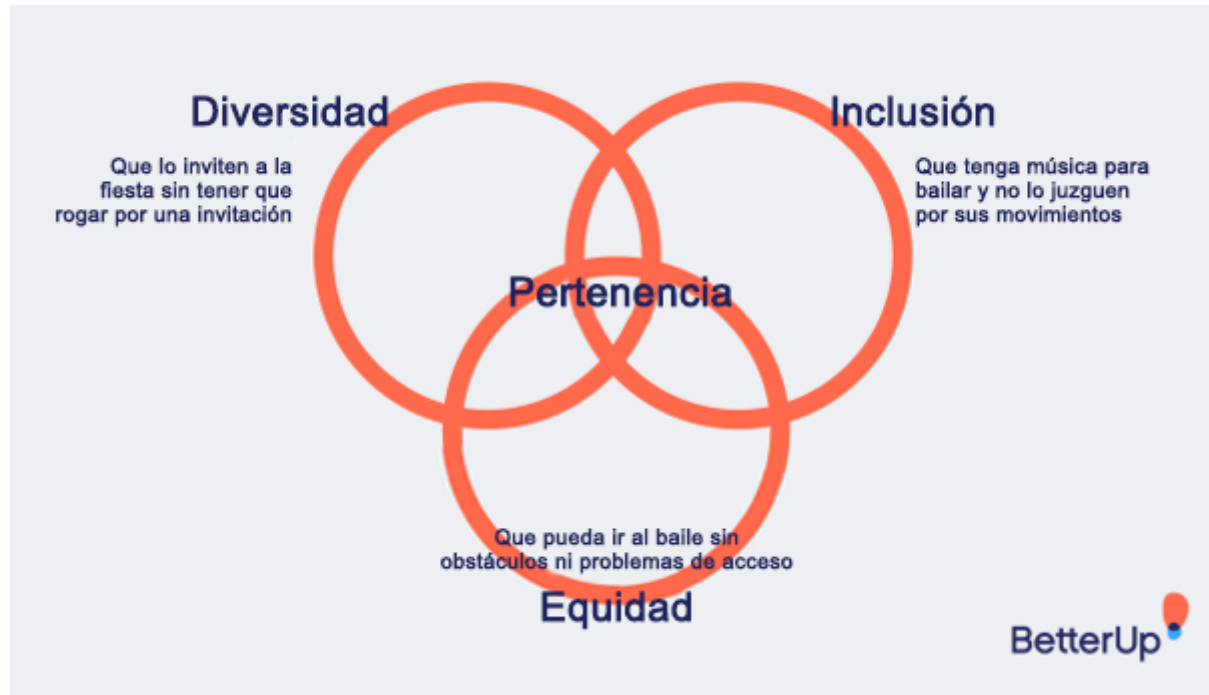 Diversidad
Que lo inviten a la
fiesta sin tener que
rogar por una invitación
Inclusión
Que tenga música para
bailar y no lo juzguen
por sus movimientos
Pertenencia
Que pueda ir al baile sin
obstáculos ni problemas de acceso
Equidad
BetterUp